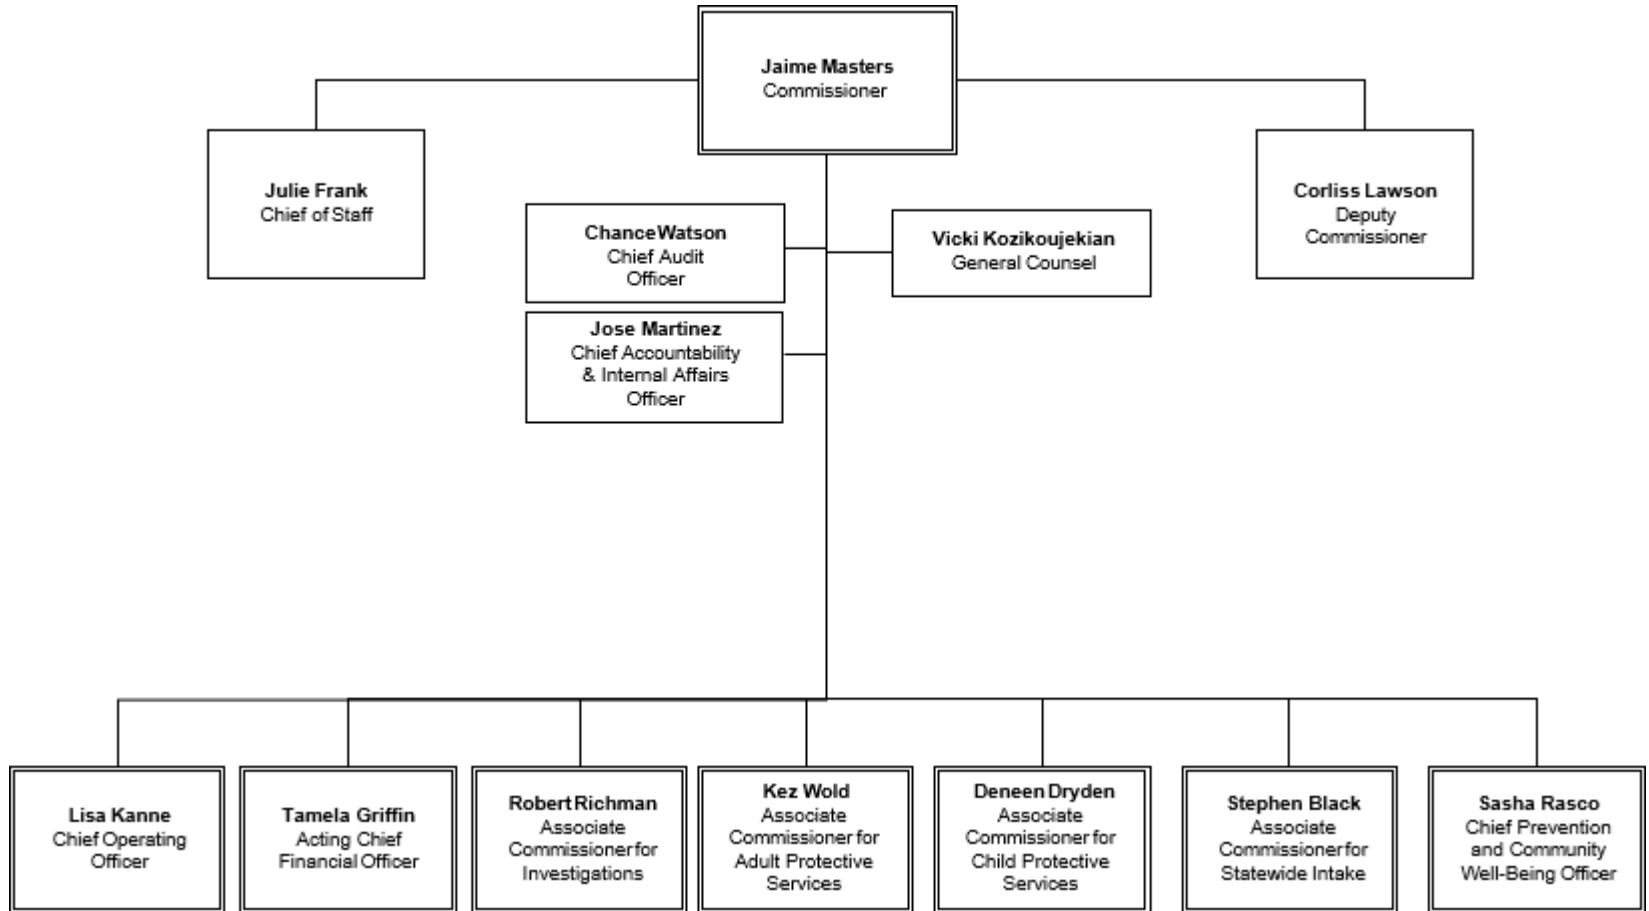 Jaime Masters
Commissioner
Julie Frank
Chief of Staff
Corliss Lawson
Deputy
Commissioner
Chance Watson
Chief Audit
Officer
Vicki Kozikoujekian
General Counsel
Jose Martinez
Chief Accountability
& Internal Affairs
Officer
Lisa Kanne
Chief Operating
Officer
Tamela Griffin
Acting Chief
Financial Officer
Robert Richman
Associate
Commissioner for
Investigations
Kez Wold
Associate
Commissioner for
Adult Protective
Services
Deneen Dryden
Associate
Commissioner for
Child Protective
Services
Stephen Black
Associate
Commissioner for
Statewide Intake
Sasha Rasco
Chief Prevention
and Community
Well-Being Officer